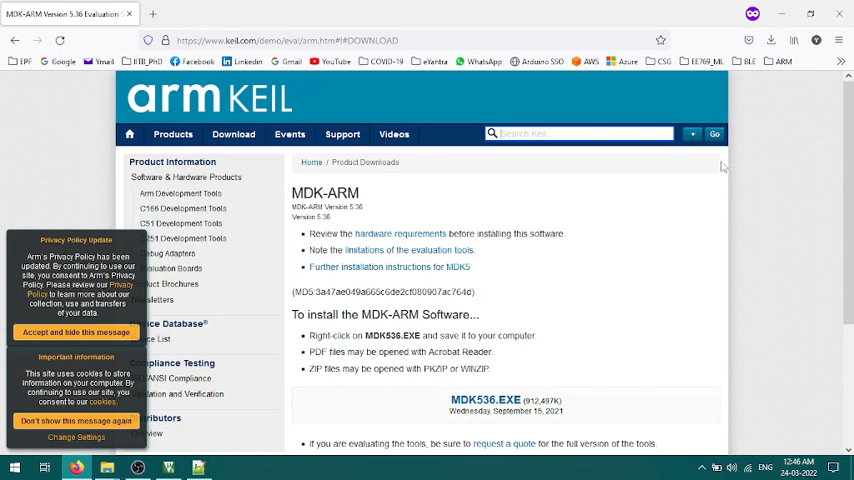 MDK-ARM Version 5.36 Evaluation S
https://www.keil.com/demo/eval/arm.htm#!#DOWNLOAD
EPF Google Ymail IITB_PhD Facebook Linkedin Gmail YouTube COVID-19 eYantra WhatsApp Arduino SSO AWS Azure CSG EE769_ML BLE ARM
arm KEIL
Products Download Events Support Videos Search Keil... Go
Product Information
Software & Hardware Products
Arm Development Tools
C166 Development Tools
C51 Development Tools
C251 Development Tools
Debug Adapters
Evaluation Boards
Product Brochures
Newsletters
Device Database®
Device List
Compliance Testing
ISO/ANSI Compliance
Validation and Verification
Distributors
Overview
Privacy Policy Update
Arm's Privacy Policy has been
updated. By continuing to use our
site, you consent to Arm's Privacy
Policy. Please review our Privacy
Policy to learn more about our
collection, use and transfers
of your data.
Accept and hide this message
Important information
This site uses cookies to store
information on your computer. By
continuing to use our site, you
consent to our cookies.
Don't show this message again
Change Settings
Home / Product Downloads
MDK-ARM
MDK-ARM Version 5.36
Version 5.36
Review the hardware requirements before installing this software.
Note the limitations of the evaluation tools.
Further installation instructions for MDK5
(MD5:3a47ae049a665c6de2cf080907ac764d)
To install the MDK-ARM Software...
Right-click on MDK536.EXE and save it to your computer
PDF files may be opened with Acrobat Reader.
ZIP files may be opened with PKZIP or WINZIP.
MDK536.EXE (912,497K)
Wednesday, September 15, 2021
If you are evaluating the tools, be sure to request a quote for the full version of the tools.
ENG
12:46 AM
24-03-2022